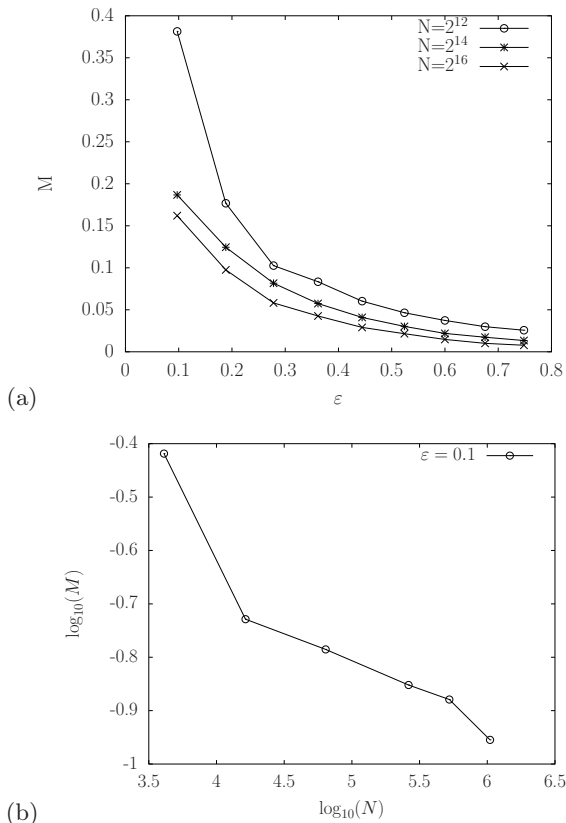 0.4
0.35
0.3
0.25
0.2
0.15
0.1
0.05
0
M
N=2^12
N=2^14
N=2^16
0 0.1 0.2 0.3 0.4 0.5 0.6 0.7 0.8
ε
(a)
-0.4
-0.5
-0.6
-0.7
-0.8
-0.9
-1
log₁₀(M)
ε = 0.1
3.5 4 4.5 5 5.5 6 6.5
log₁₀(N)
(b)